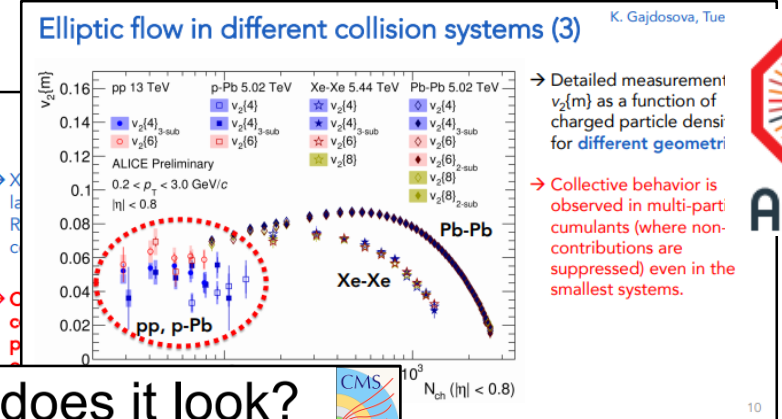 Elliptic flow in different collision systems (3)
K. Gajdosova, Tue
v₂{m}
0.16
0.14
0.12
0.1
0.08
0.06
0.04
0.02
0
pp 13 TeV
v₂{4}3-sub
v₂{6}
p-Pb 5.02 TeV
v₂{4}
v₂{4}3-sub
v₂{6}
Xe-Xe 5.44 TeV
v₂{4}
v₂{4}3-sub
v₂{6}
v₂{8}
Pb-Pb 5.02 TeV
v₂{4}
v₂{4}3-sub
v₂{6}
v₂{6}2-sub
v₂{8}
v₂{8}2-sub
ALICE Preliminary
0.2 < pT < 3.0 GeV/c
|η| < 0.8
Pb-Pb
Xe-Xe
pp, p-Pb
10³
Nch (|η| < 0.8)
→ Detailed measurement
v₂{m} as a function of
charged particle densi
for different geometri
→ Collective behavior is
observed in multi-parti
cumulants (where non-
contributions are
suppressed) even in the
smallest systems.
10
→ X
la
R
c
C
c
p
A
does it look?
CMS